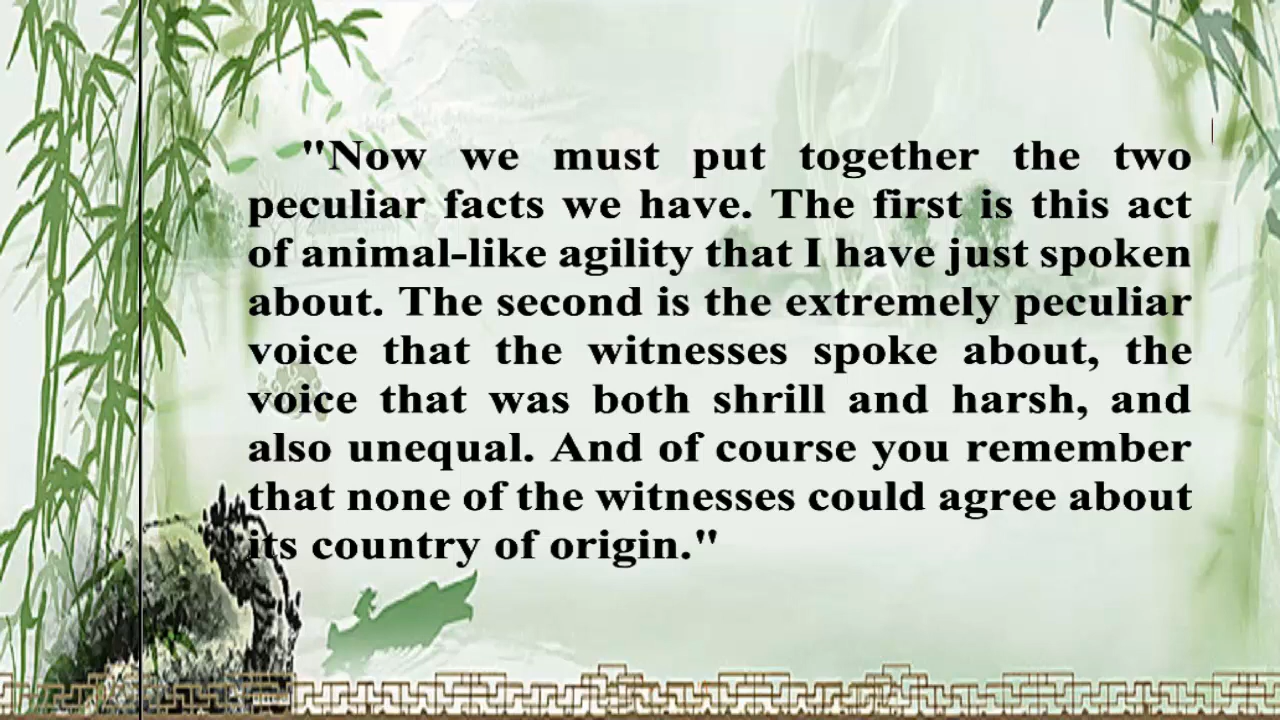 "Now we must put together the two
peculiar facts we have. The first is this act
of animal-like agility that I have just spoken
about. The second is the extremely peculiar
voice that the witnesses spoke about, the
voice that was both shrill and harsh, and
also unequal. And of course you remember
that none of the witnesses could agree about
its country of origin."